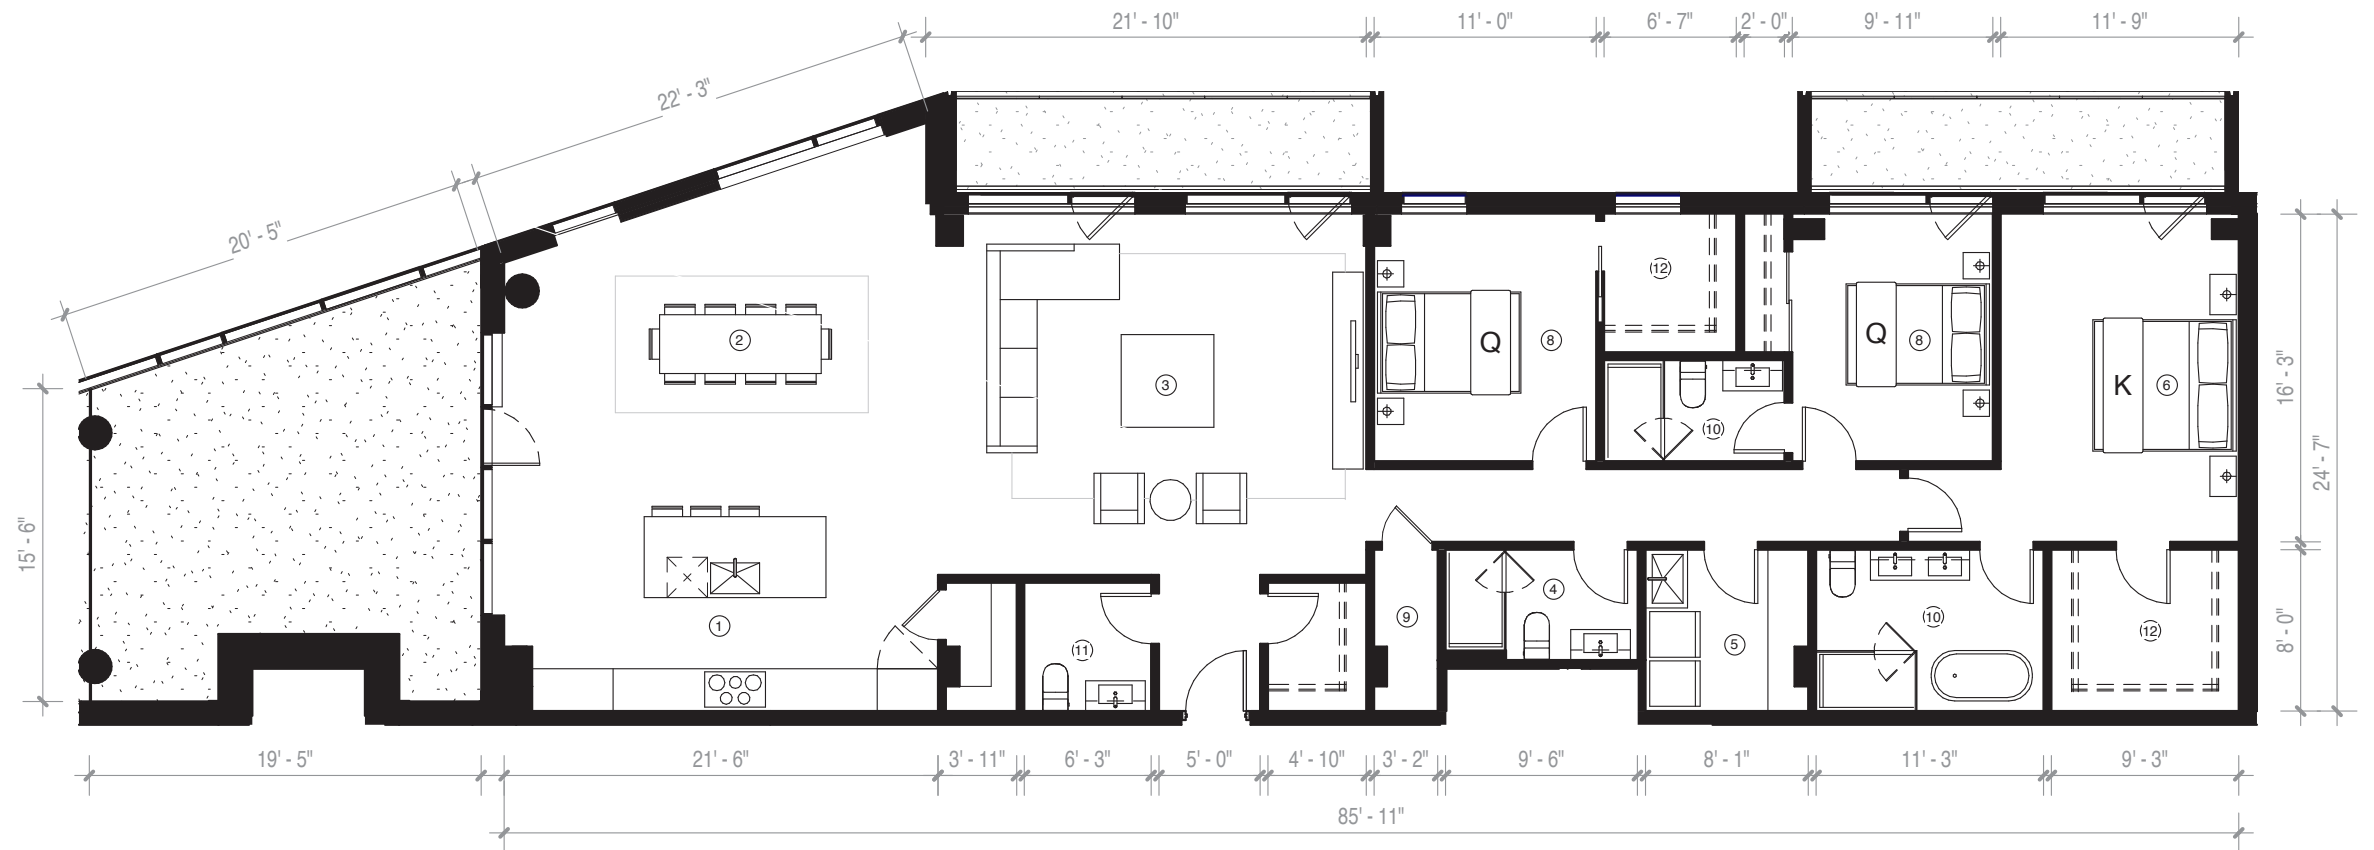 21' - 10"
11' - 0"
6' - 7"
2' - 0"
9' - 11"
11' - 9"
22' - 3"
20' - 5"
15' - 6"
12
2
3
Q
8
Q
8
K
6
10
16' - 3"
24' - 7"
8' - 0"
1
11
9
4
5
10
12
19' - 5"
21' - 6"
3' - 11"
6' - 3"
5' - 0"
4' - 10"
3' - 2"
9' - 6"
8' - 1"
11' - 3"
9' - 3"
85' - 11"